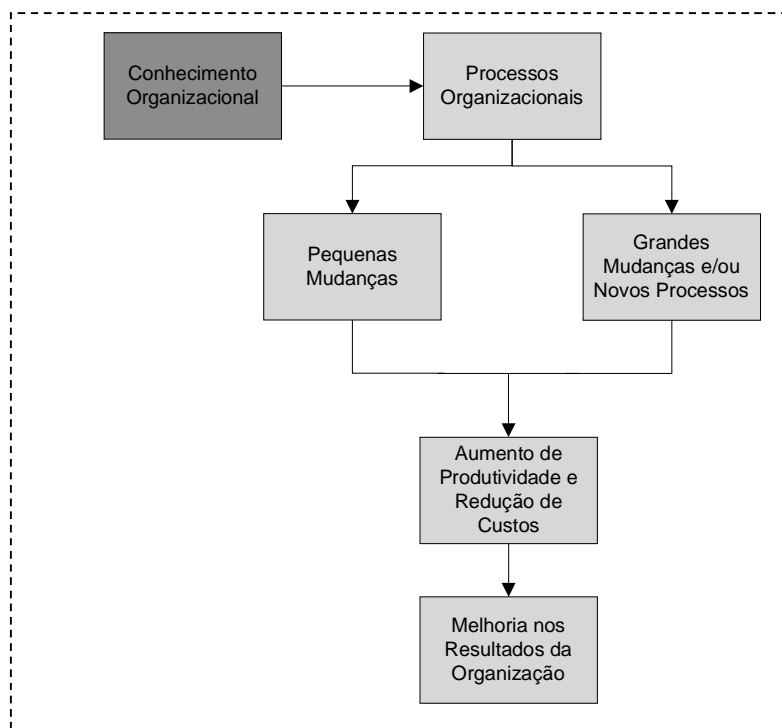 Conhecimento
Organizacional
Processos
Organizacionais
Pequenas
Mudanças
Grandes
Mudanças e/ou
Novos Processos
Aumento de
Produtividade e
Redução de
Custos
Melhoria nos
Resultados da
Organização